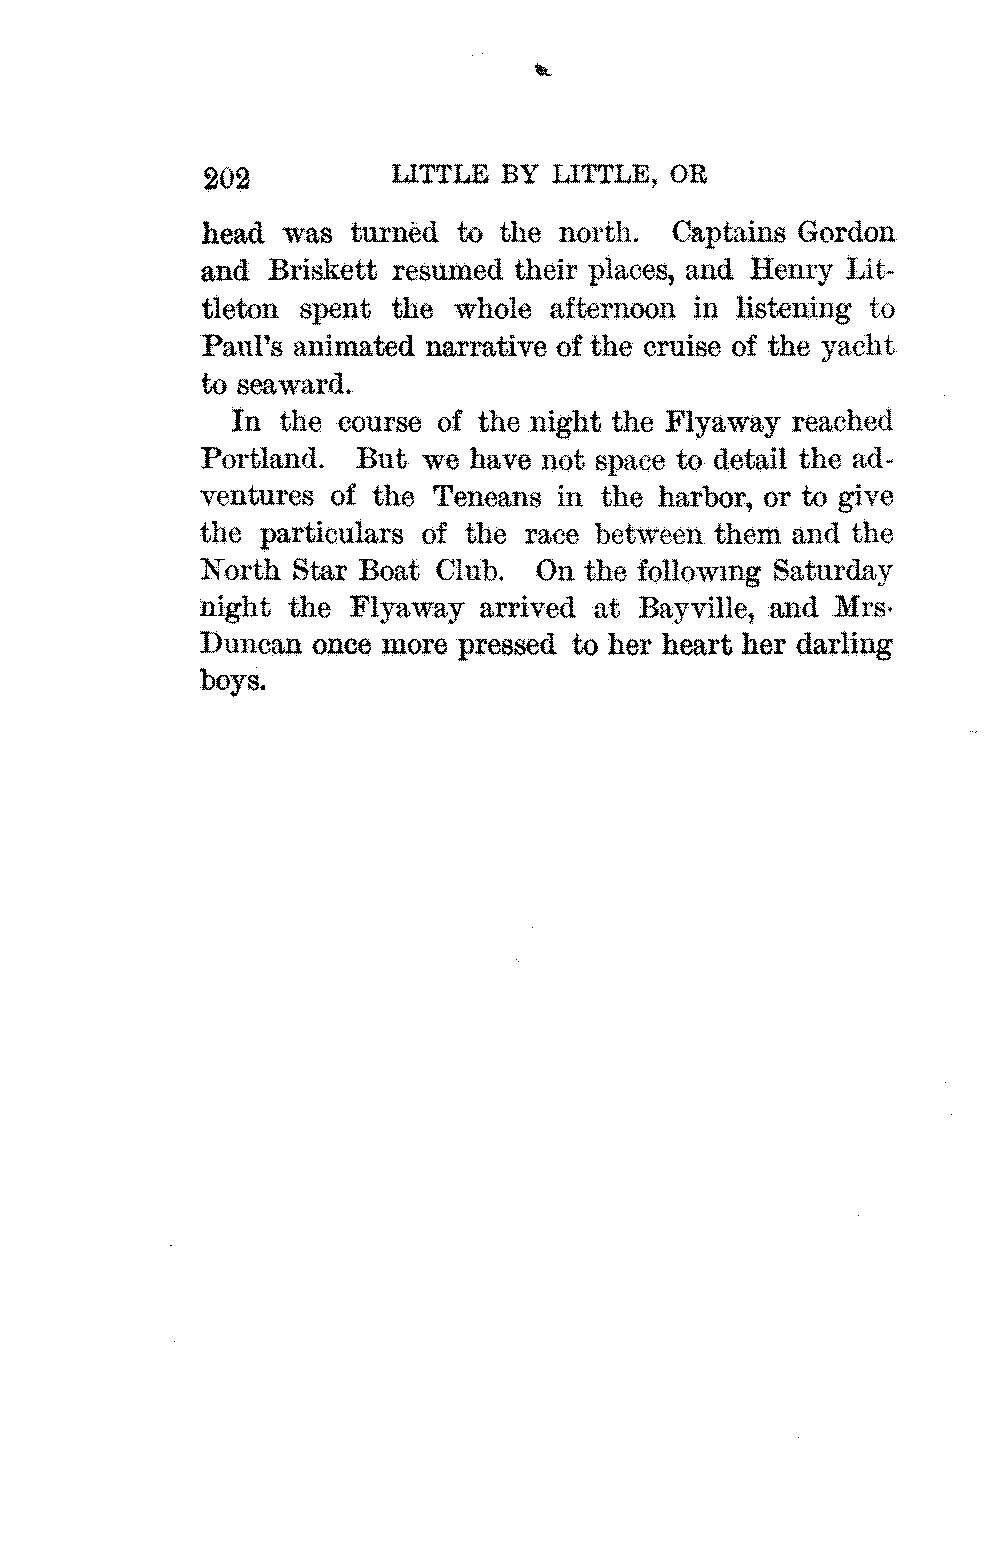 202 LITTLE BY LITTLE, OR
head was turned to the north. Captains Gordon
and Briskett resumed their places, and Henry Lit-
tleton spent the whole afternoon in listening to
Paul's animated narrative of the cruise of the yacht
to seaward.
In the course of the night the Flyaway reached
Portland. But we have not space to detail the ad-
ventures of the Teneans in the harbor, or to give
the particulars of the race between them and the
North Star Boat Club. On the following Saturday
night the Flyaway arrived at Bayville, and Mrs.
Duncan once more pressed to her heart her darling
boys.